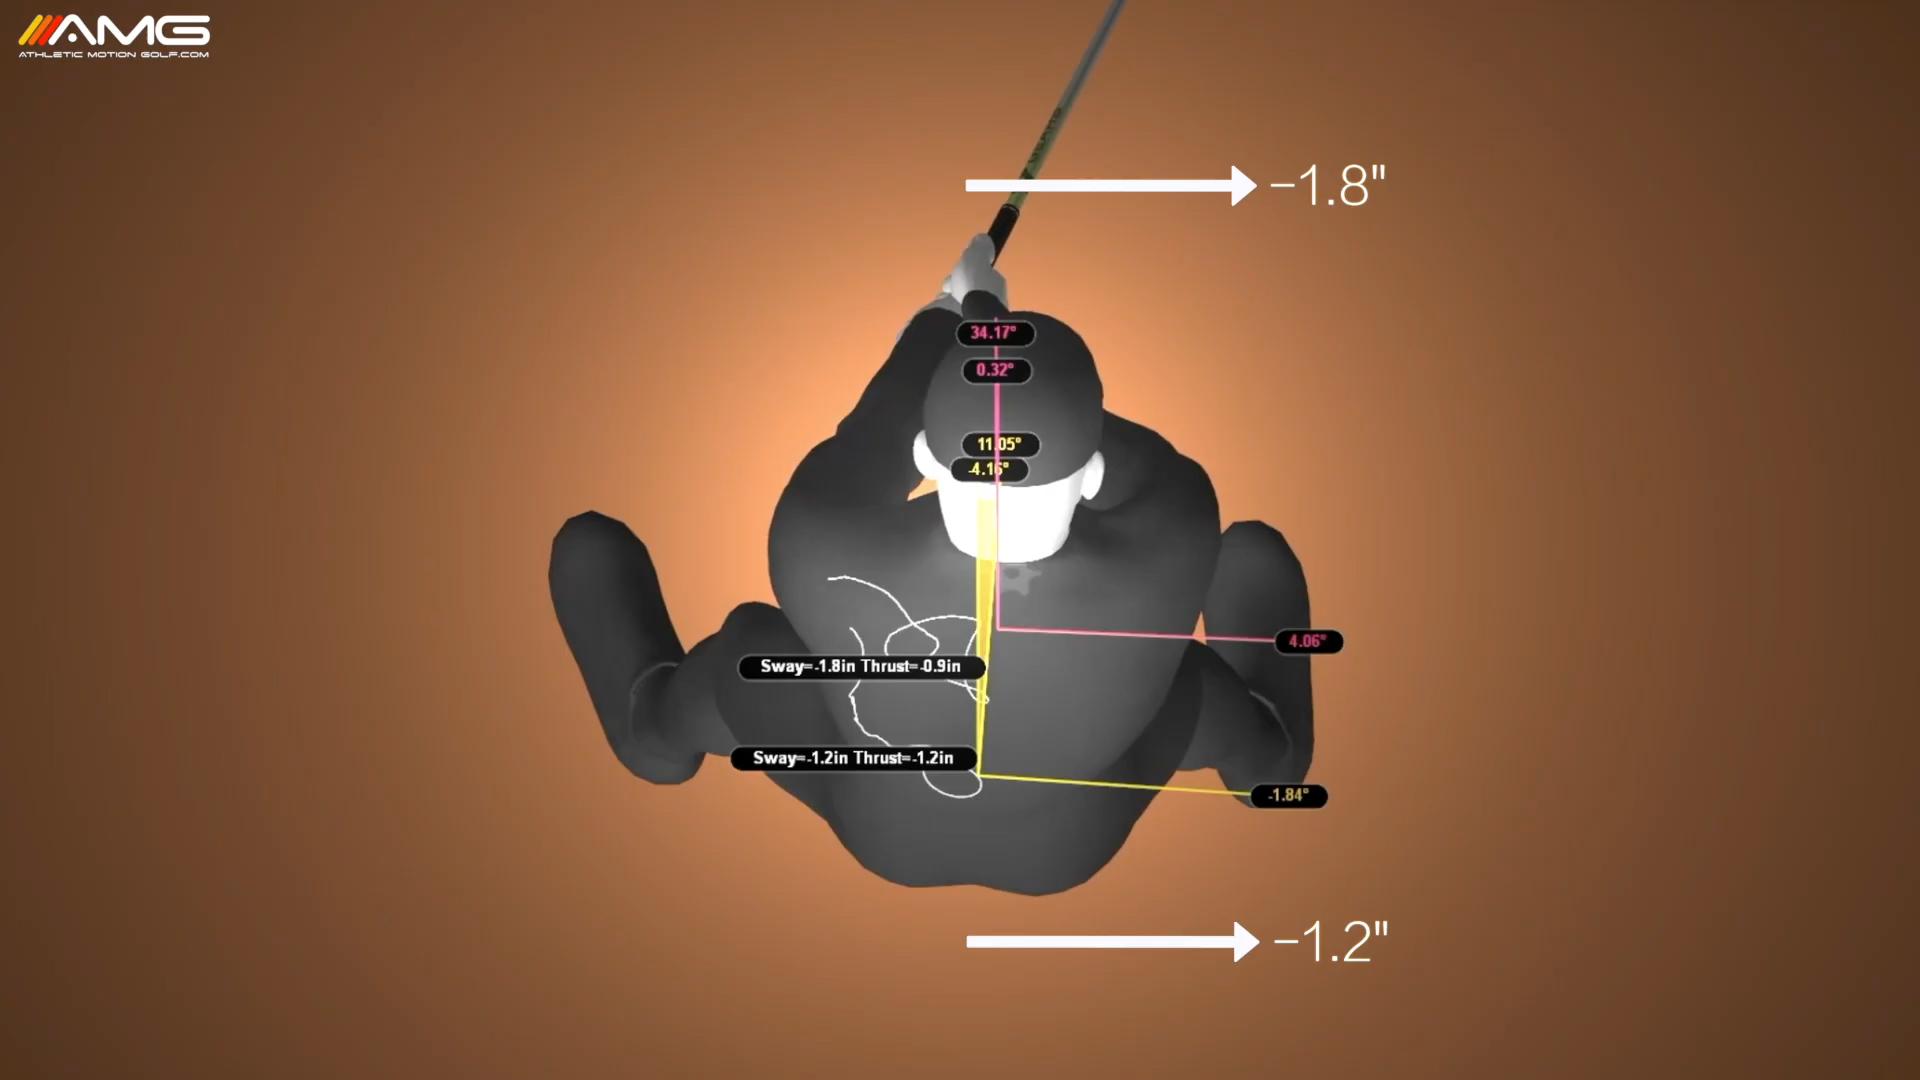 AMG
ATHLETIC MOTION GOLF.COM
-1.8"
34.17°
0.32°
11.05°
-4.16°
4.06°
Sway=-1.8in Thrust=-0.9in
Sway=-1.2in Thrust=-1.2in
-1.84°
-1.2"